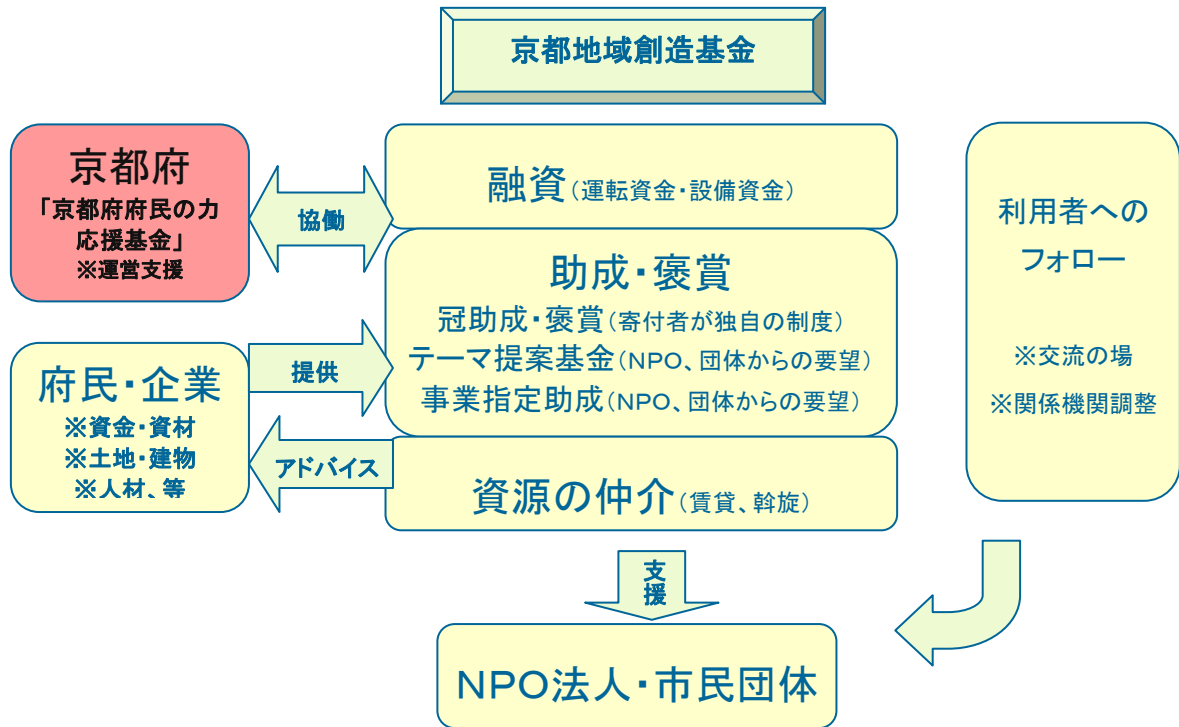 京都地域創造基金
京都府
「京都府府民の力
応援基金」
※運営支援
協働
府民・企業
※資金・資材
※土地・建物
※人材、等
提供
アドバイス
融資(運転資金・設備資金)
助成・褒賞
冠助成・褒賞(寄付者が独自の制度)
テーマ提案基金(NPO、団体からの要望)
事業指定助成(NPO、団体からの要望)
資源の仲介(賃貸、斡旋)
利用者への
フォロー
※交流の場
※関係機関調整
支
援
NPO法人・市民団体